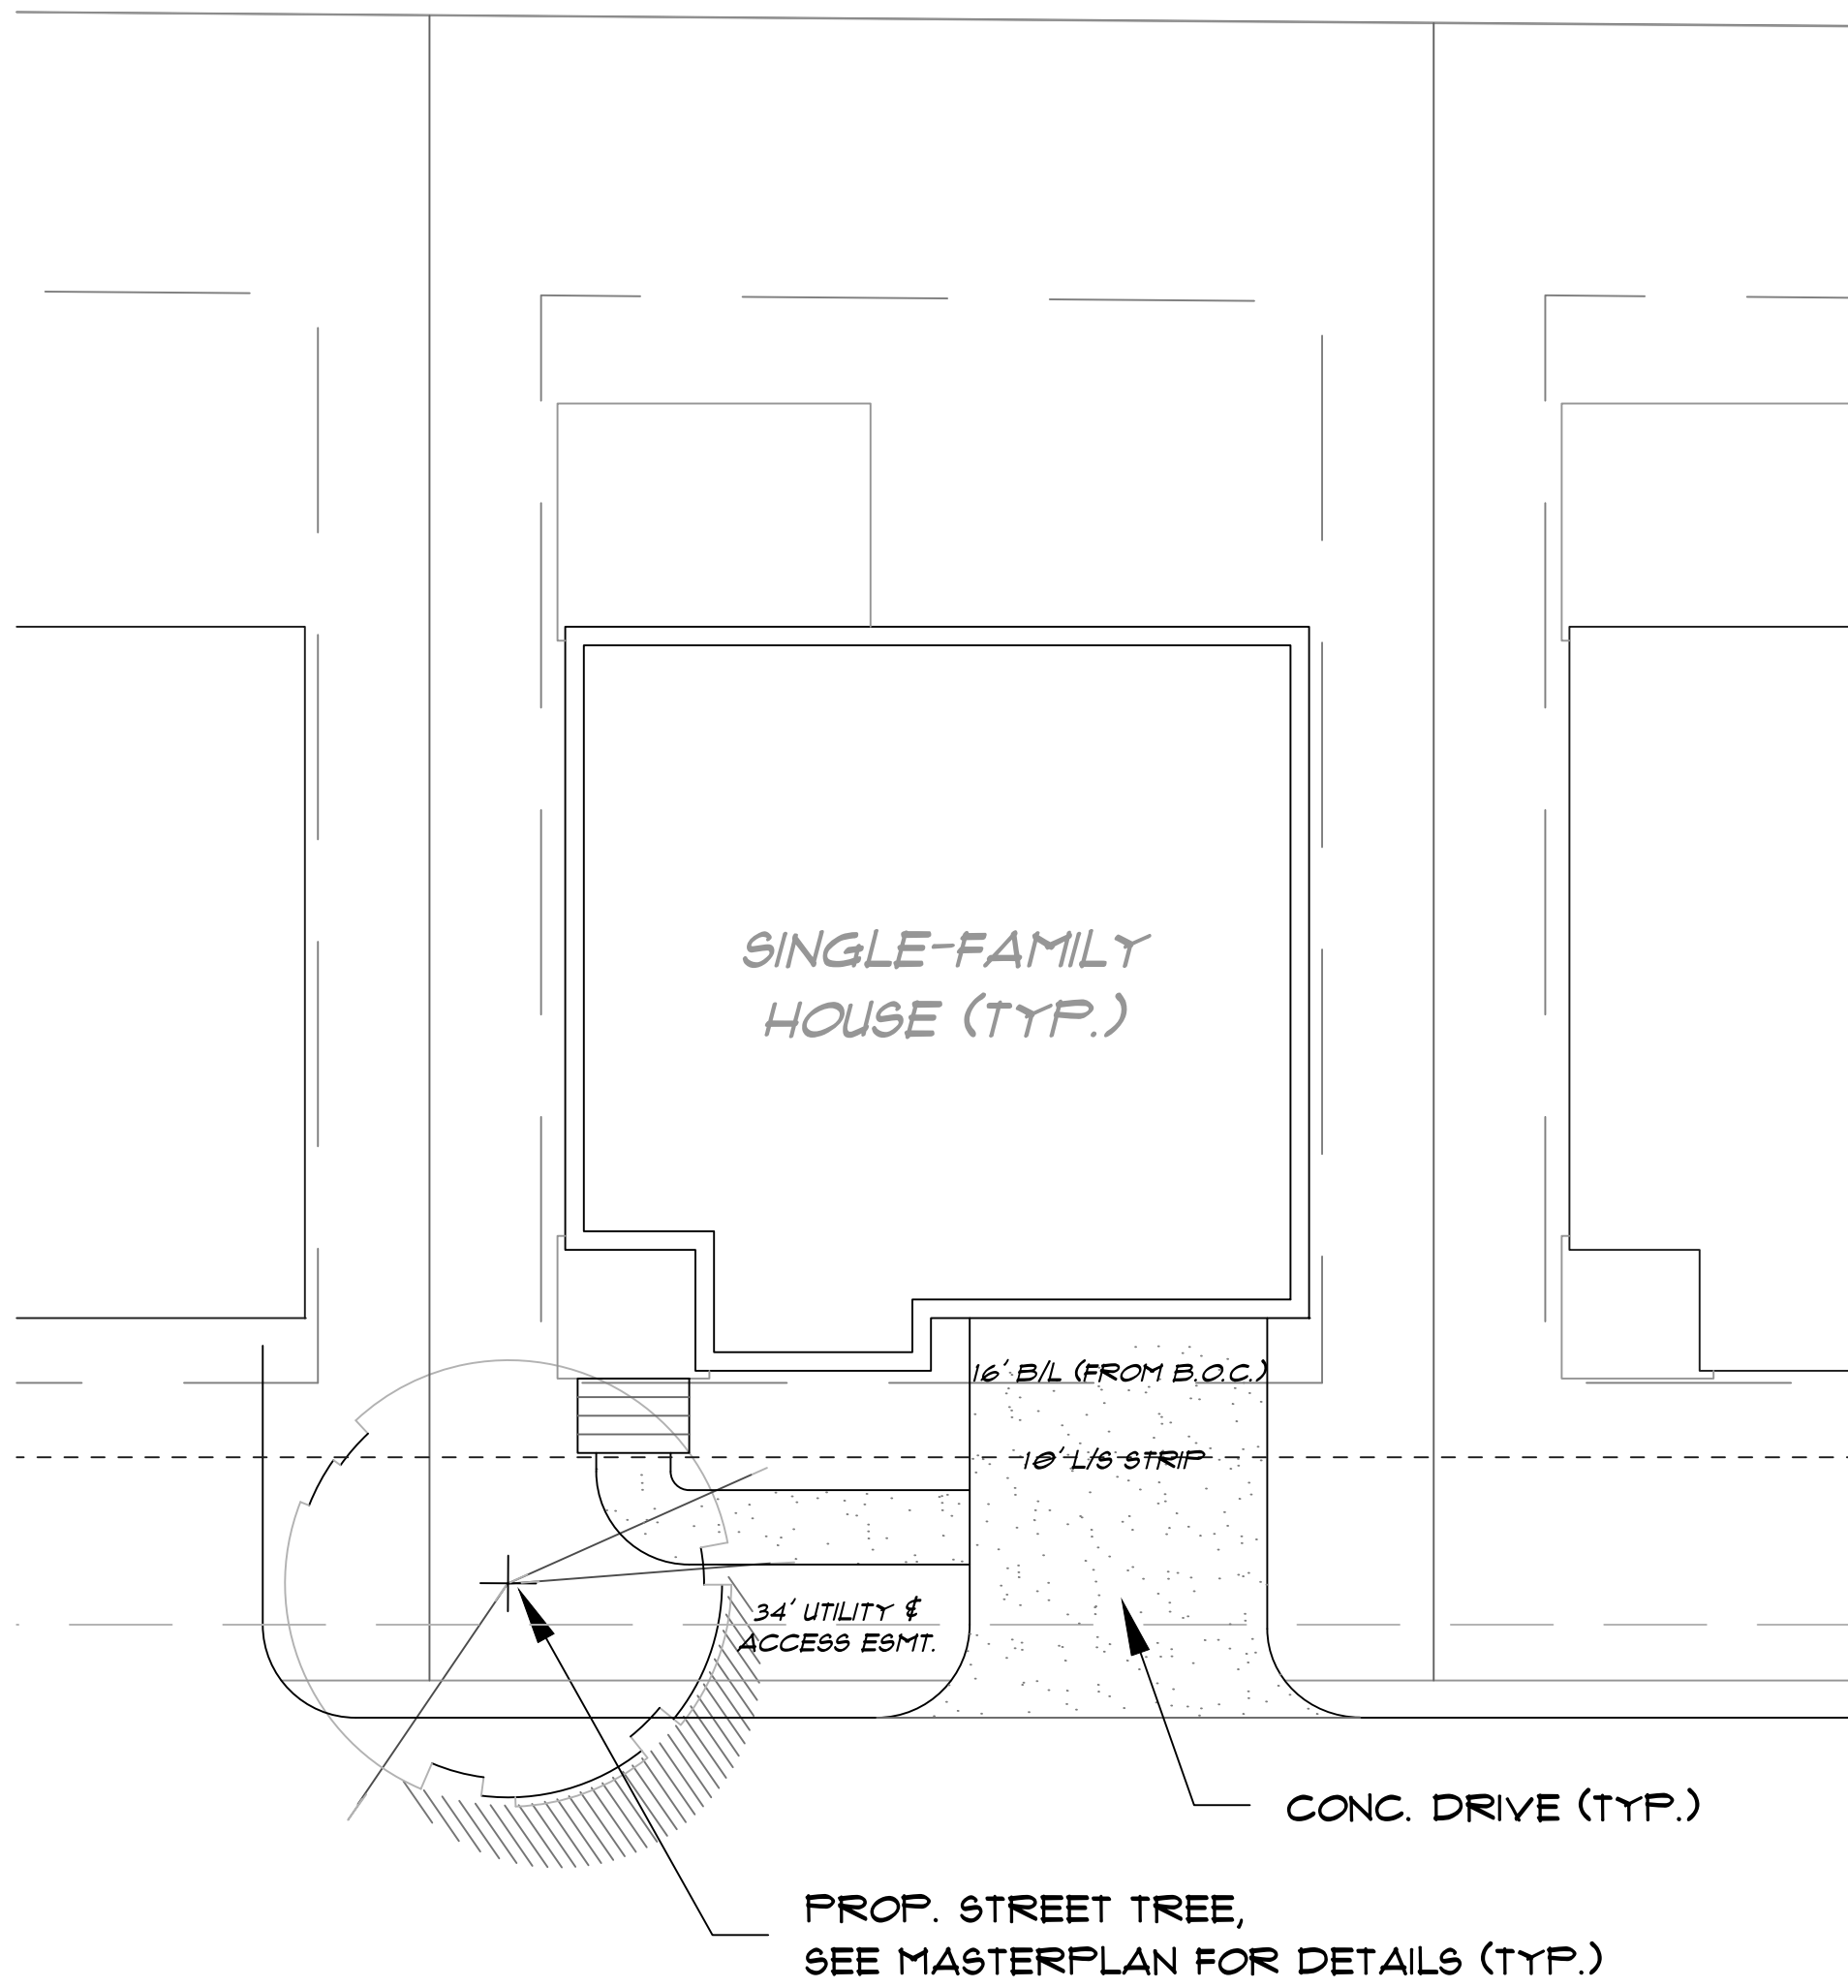 SINGLE-FAMILY
HOUSE (TYP.)
16' B/L (FROM B.O.C.)
10' L/S STRIP
34' UTILITY &
ACCESS ESMT.
CONC. DRIVE (TYP.)
PROP. STREET TREE,
SEE MASTERPLAN FOR DETAILS (TYP.)